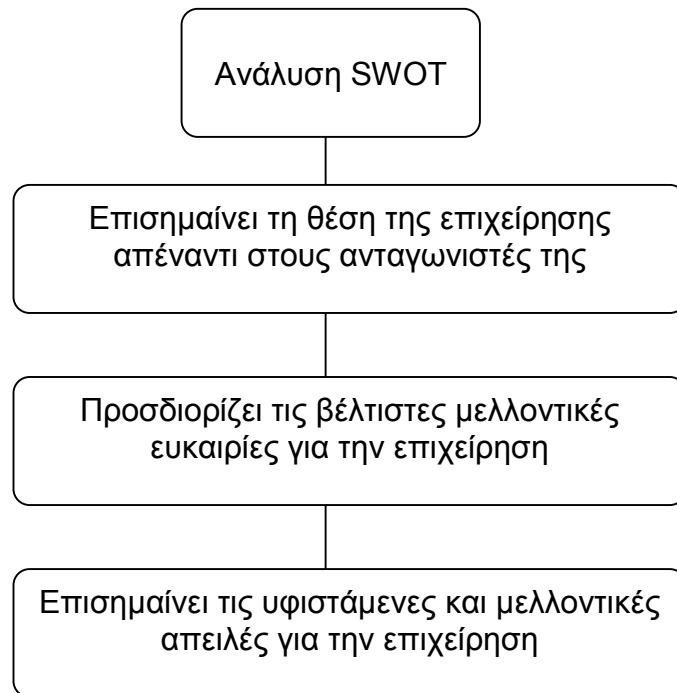 Ανάλυση SWOT
Επισημαίνει τη θέση της επιχείρησης
απέναντι στους ανταγωνιστές της
Προσδιορίζει τις βέλτιστες μελλοντικές
ευκαιρίες για την επιχείρηση
Επισημαίνει τις υφιστάμενες και μελλοντικές
απειλές για την επιχείρηση